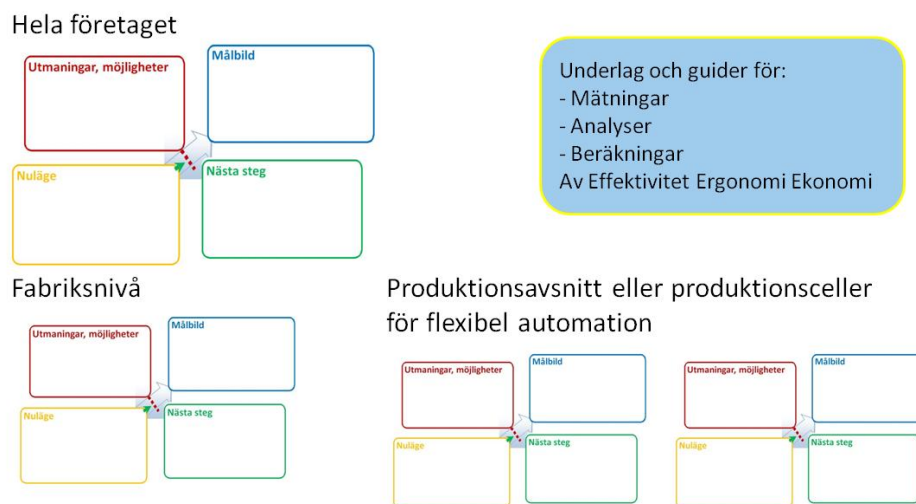 Hela företaget
Utmaningar, möjligheter
Målbild
Nuläge
Nästa steg
Underlag och guider för:
- Mätningar
- Analyser
- Beräkningar
Av Effektivitet Ergonomi Ekonomi
Fabriksnivå
Utmaningar, möjligheter
Målbild
Nuläge
Nästa steg
Produktionsavsnitt eller produktionsceller
för flexibel automation
Utmaningar, möjligheter
Målbild
Nuläge
Nästa steg
Utmaningar, möjligheter
Målbild
Nuläge
Nästa steg